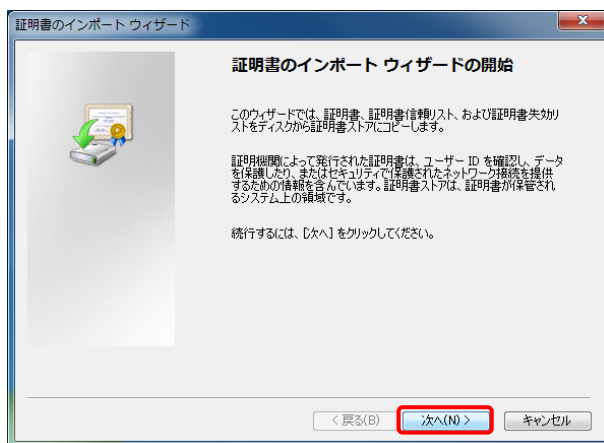 証明書のインポート ウィザード
証明書のインポート ウィザードの開始
このウィザードでは、証明書、証明書信頼リスト、および証明書失効リ
ストをディスクから証明書ストアにコピーします。
証明機関によって発行された証明書は、ユーザー ID を確認し、データ
を保護したり、またはセキュリティで保護されたネットワーク接続を提供
するための情報を含んでいます。証明書ストアは、証明書が保管され
るシステム上の領域です。
続行するには、[次へ] をクリックしてください。
< 戻る(B)
次へ(N) >
キャンセル